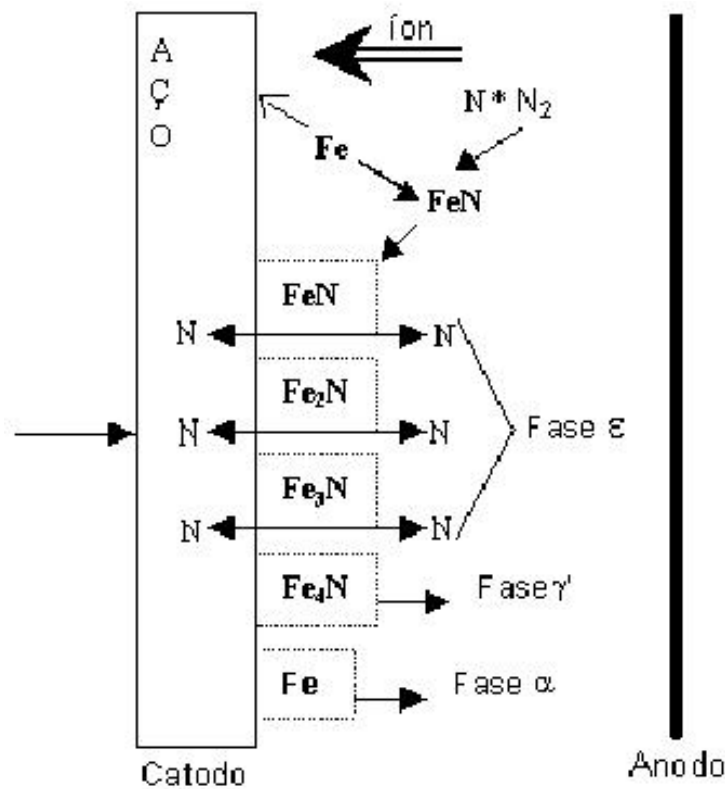 A
Ç
O
íon
N * N₂
Fe
FeN
FeN
N
N
Fe₂N
N
N
Fase ε
Fe₃N
N
N
Fe₄N
Fase γ'
Fe
Fase α
Catodo
Anodo